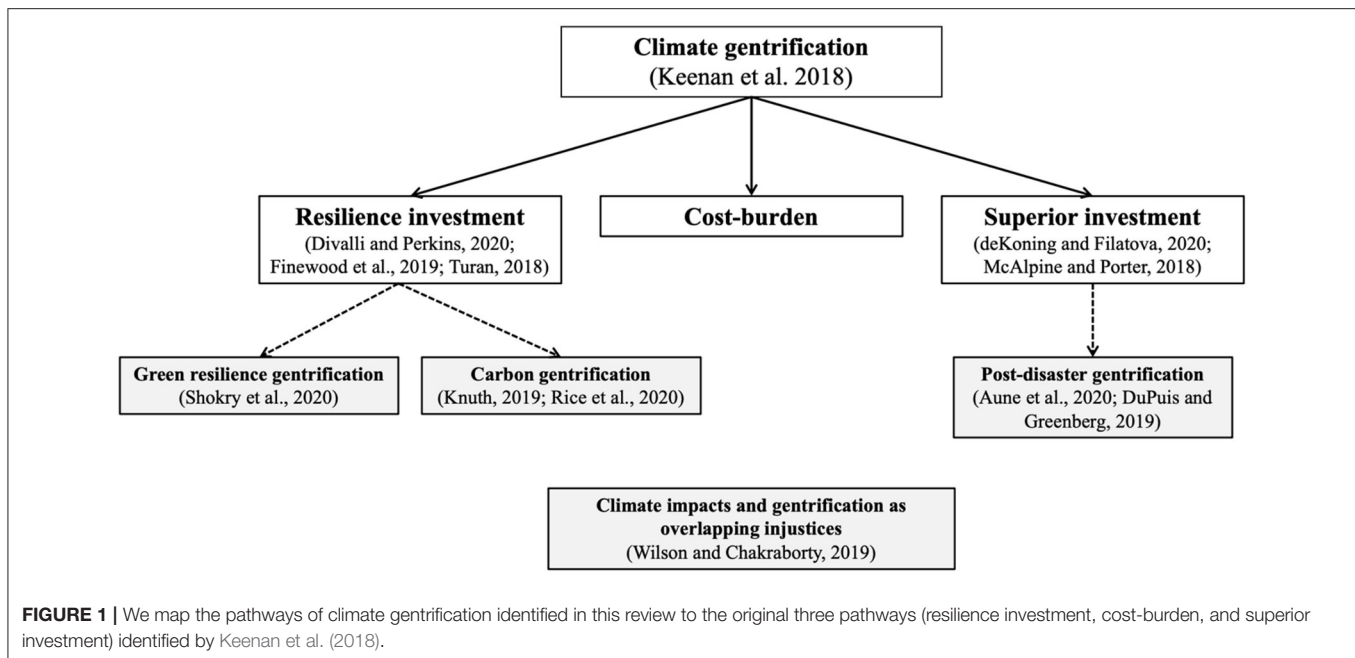 Climate gentrification
(Keenan et al. 2018)
Resilience investment
(Divalli and Perkins, 2020;
Finewood et al., 2019; Turan, 2018)
Cost-burden
Superior investment
(deKoning and Filatova, 2020;
McAlpine and Porter, 2018)
Green resilience gentrification
(Shokry et al., 2020)
Carbon gentrification
(Knuth, 2019; Rice et al., 2020)
Post-disaster gentrification
(Aune et al., 2020; DuPuis and
Greenberg, 2019)
Climate impacts and gentrification as
overlapping injustices
(Wilson and Chakraborty, 2019)
FIGURE 1 | We map the pathways of climate gentrification identified in this review to the original three pathways (resilience investment, cost-burden, and superior
investment) identified by Keenan et al. (2018).